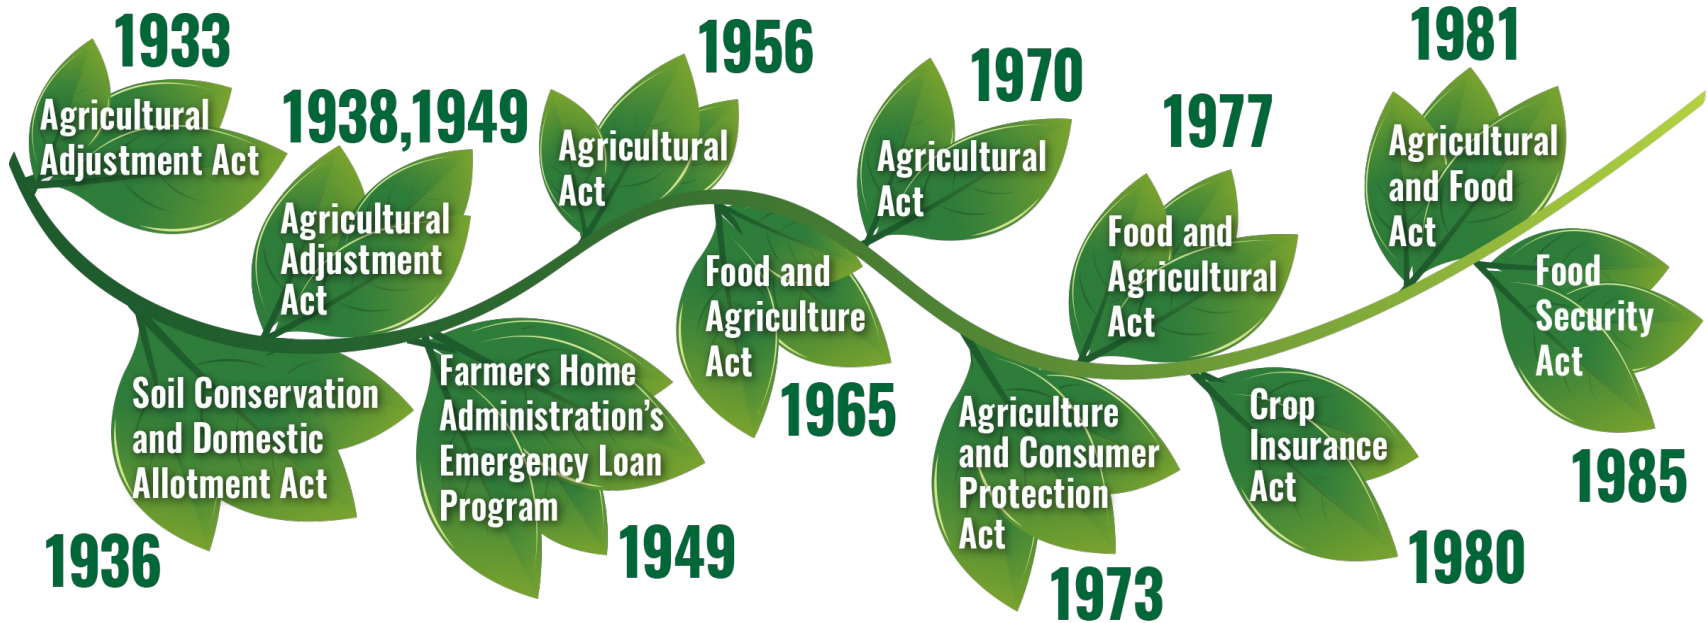 1933
Agricultural
Adjustment Act
1936
Soil Conservation
and Domestic
Allotment Act
1938,1949
Agricultural
Adjustment
Act
1949
Farmers Home
Administration's
Emergency Loan
Program
1956
Agricultural
Act
1965
Food and
Agriculture
Act
1970
Agricultural
Act
1973
Agriculture
and Consumer
Protection
Act
1977
Food and
Agricultural
Act
1980
Crop
Insurance
Act
1981
Agricultural
and Food
Act
1985
Food
Security
Act